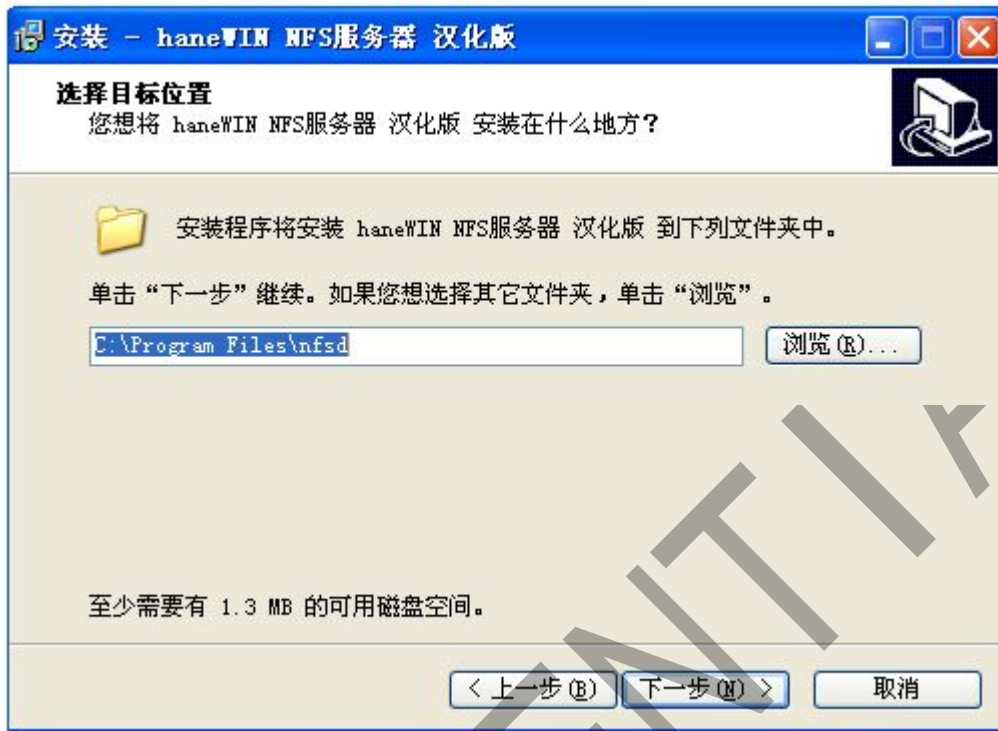 安装 - haneWIN NFS服务器 汉化版
选择目标位置
您想将 haneWIN NFS服务器 汉化版 安装在什么地方?
安装程序将安装 haneWIN NFS服务器 汉化版 到下列文件夹中。
单击“下一步”继续。如果您想选择其它文件夹,单击“浏览”。
C:\Program Files\nfsd
浏览(R)...
至少需要有 1.3 MB 的可用磁盘空间。
< 上一步(B)
下一步(N) >
取消